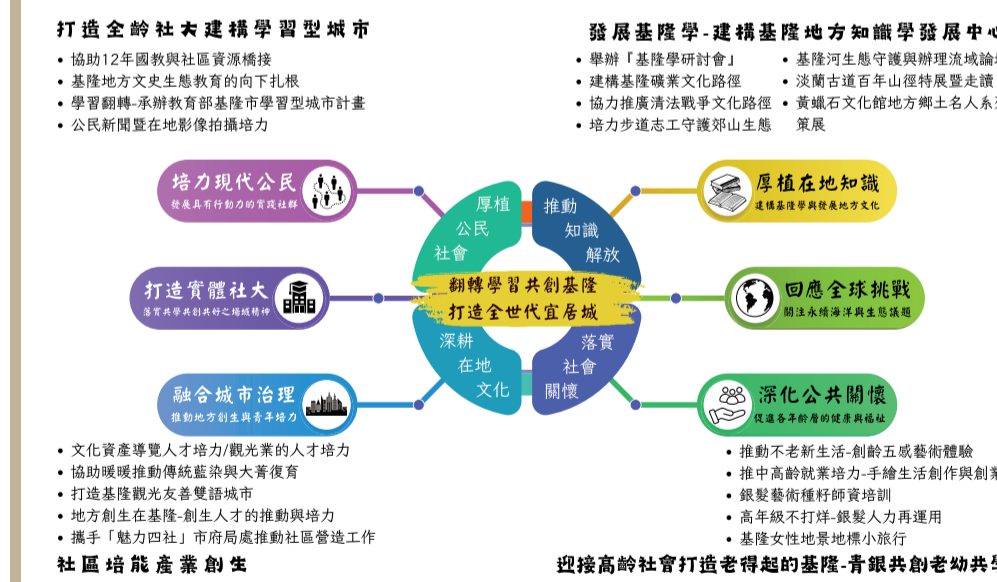 打造全齡社大建構學習型城市
• 協助12年國教與社區資源橋接
• 基隆地方文史生態教育的向下扎根
• 學習翻轉-承辦教育部基隆市學習型城市計畫
• 公民新聞暨在地影像拍攝培力
發展基隆學-建構基隆地方知識學發展中心
• 舉辦『基隆學研討會』
• 建構基隆礦業文化路徑
• 協力推廣清法戰爭文化路徑
• 培力步道志工守護郊山生態
• 基隆河生態守護與辦理流域論
• 淡蘭古道百年山徑特展暨走讀
• 黃蠟石文化館地方鄉土名人系
策展
培力現代公民
發展具有行動力的實踐社群
打造實體社大
落實共學共創共好之場域精神
融合城市治理
推動地方創生與青年培力
厚植
公民
社會
推動
知識
解放
翻轉學習共創基隆
打造全世代宜居城
深耕
在地
文化
落實
社會
關懷
厚植在地知識
建構基隆學與發展地方文化
回應全球挑戰
關注永續海洋與生態議題
深化公共關懷
促進各年齡層的健康與福祉
• 文化資產導覽人才培力/觀光業的人才培力
• 協助暖暖推動傳統藍染與大菁復育
• 打造基隆觀光友善雙語城市
• 地方創生在基隆-創生人才的推動與培力
• 攜手「魅力四社」市府局處推動社區營造工作
社區培能產業創生
• 推動不老新生活-創齡五感藝術體驗
• 推中高齡就業培力-手繪生活創作與創業
• 銀髮藝術種籽師資培訓
• 高年級不打烊-銀髮人力再運用
• 基隆女性地景地標小旅行
迎接高齡社會打造老得起的基隆-青銀共創老幼共學